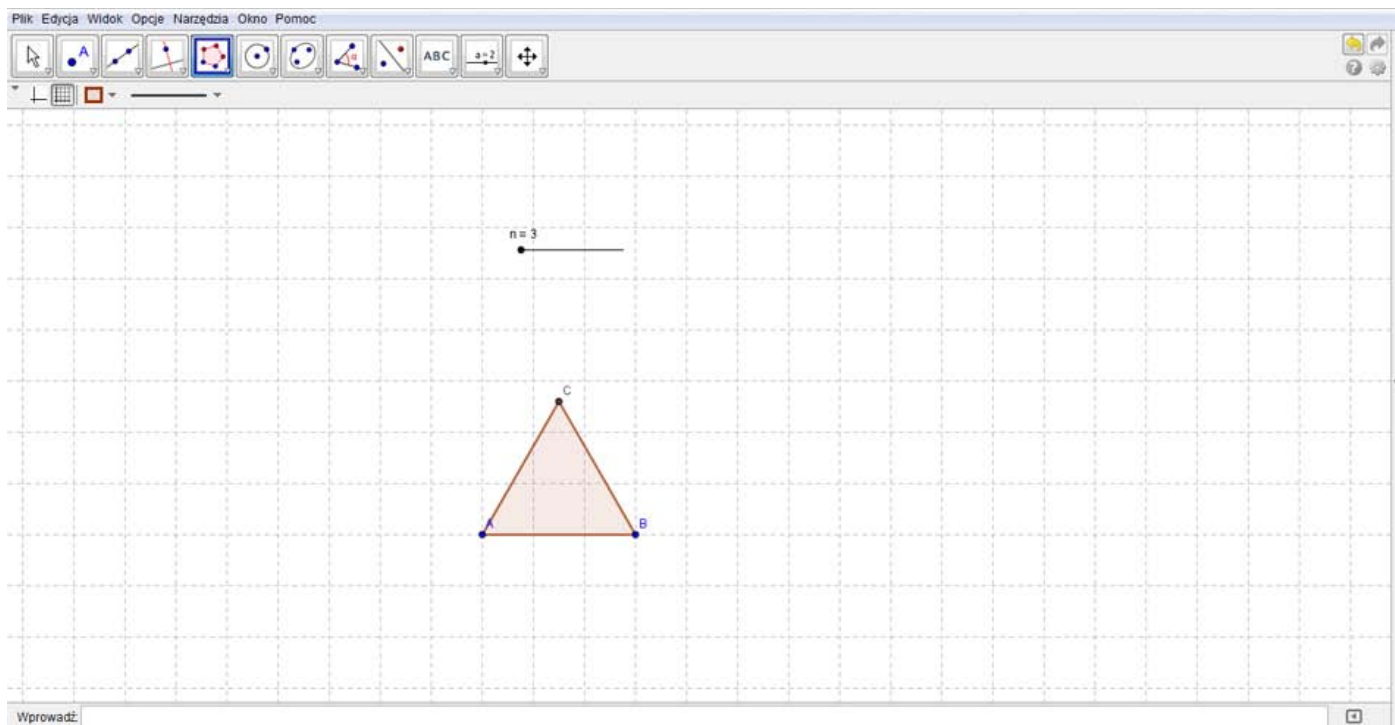 Plik Edycja Widok Opcje Narzędzia Okno Pomoc
A ABC a=2
n = 3
C
A B
Wprowadź: